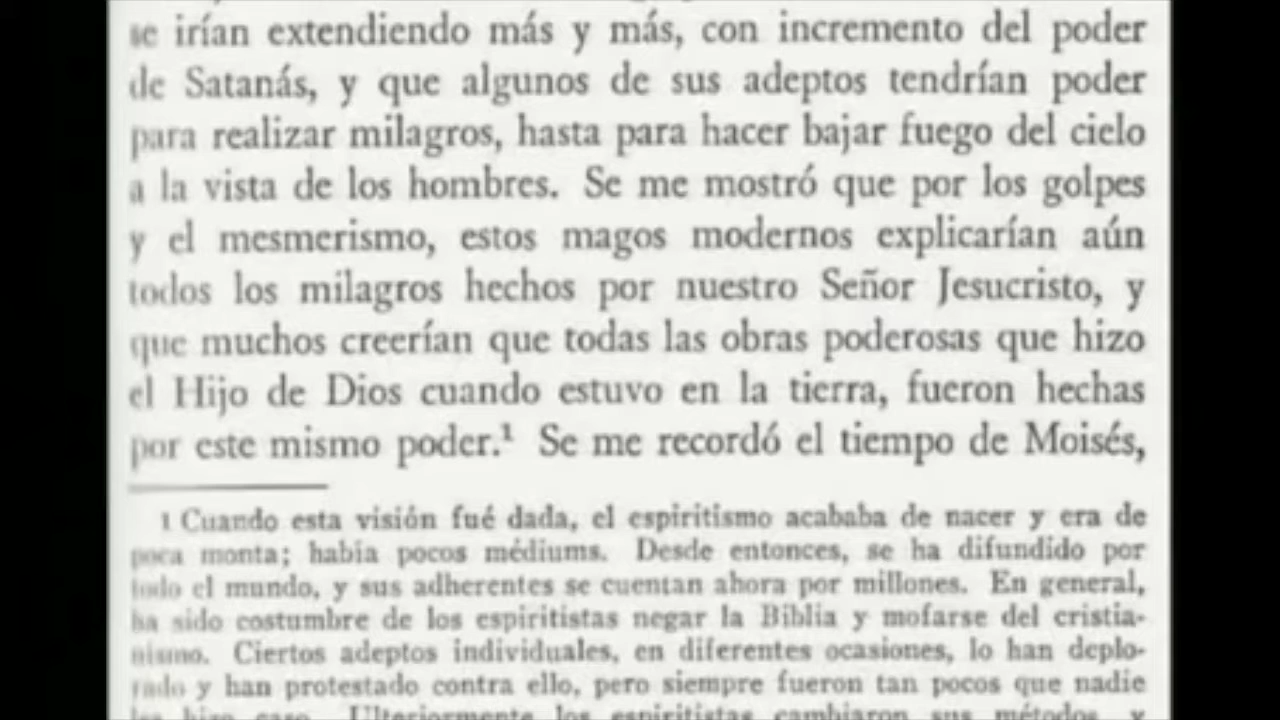 se irían extendiendo más y más, con incremento del poder
de Satanás, y que algunos de sus adeptos tendrían poder
para realizar milagros, hasta para hacer bajar fuego del cielo
a la vista de los hombres. Se me mostró que por los golpes
y el mesmerismo, estos magos modernos explicarían aún
todos los milagros hechos por nuestro Señor Jesucristo, y
que muchos creerían que todas las obras poderosas que hizo
el Hijo de Dios cuando estuvo en la tierra, fueron hechas
por este mismo poder.¹ Se me recordó el tiempo de Moisés,
1 Cuando esta visión fué dada, el espiritismo acababa de nacer y era de
poca monta; había pocos médiums. Desde entonces, se ha difundido por
todo el mundo, y sus adherentes se cuentan ahora por millones. En general,
ha sido costumbre de los espiritistas negar la Biblia y mofarse del cristia-
nismo. Ciertos adeptos individuales, en diferentes ocasiones, lo han deplo-
rado y han protestado contra ello, pero siempre fueron tan pocos que nadie
hizo caso. Ulteriormente los espiritistas cambiaron sus métodos, y